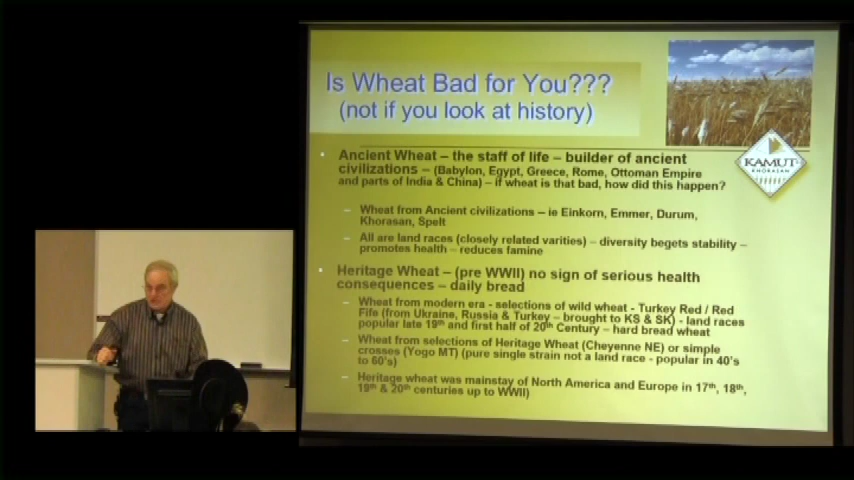 Is Wheat Bad for You???
(not if you look at history)
• Ancient Wheat – the staff of life – builder of ancient
civilizations – (Babylon, Egypt, Greece, Rome, Ottoman Empire
and parts of India & China) – if wheat is that bad, how did this happen?
– Wheat from Ancient civilizations – ie Einkorn, Emmer, Durum,
Khorasan, Spelt
– All are land races (closely related varities) – diversity begets stability –
promotes health – reduces famine
• Heritage Wheat – (pre WWII) no sign of serious health
consequences – daily bread
– Wheat from modern era - selections of wild wheat - Turkey Red / Red
Fife (from Ukraine, Russia & Turkey – brought to KS & SK) - land races
popular late 19th and first half of 20th Century – hard bread wheat
– Wheat from selections of Heritage Wheat (Cheyenne NE) or simple
crosses (Yogo MT) (pure single strain not a land race - popular in 40's
to 60's)
– Heritage wheat was mainstay of North America and Europe in 17th, 18th,
19th & 20th centuries up to WWII)
KAMUT
KHORASAN